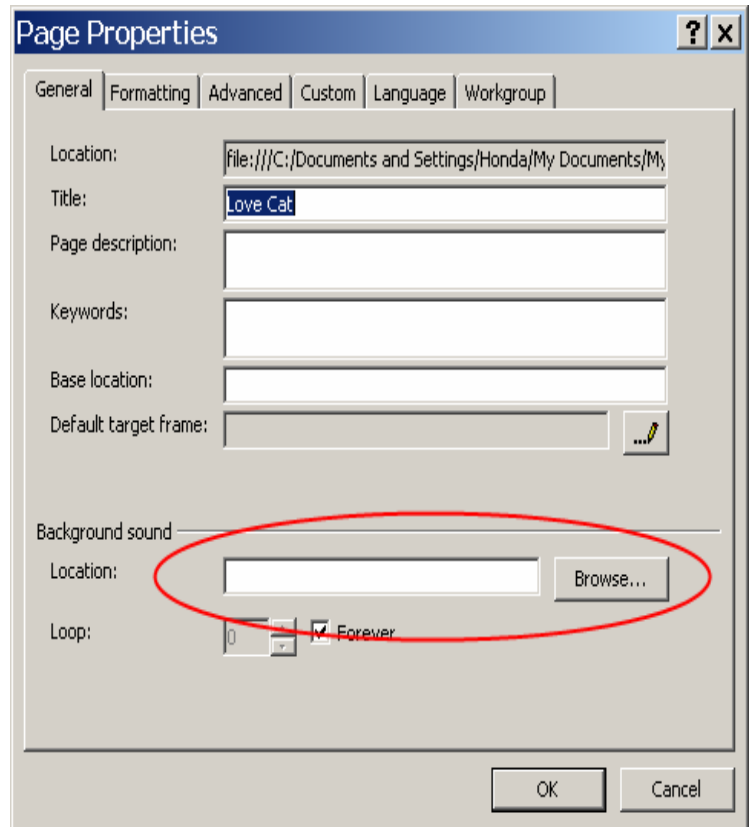 Page Properties
General Formatting Advanced Custom Language Workgroup
Location: file:///C:/Documents and Settings/Honda/My Documents/My
Title: Love Cat
Page description:
Keywords:
Base location:
Default target frame:
Background sound
Location: Browse...
Loop: 0 Forever
OK Cancel